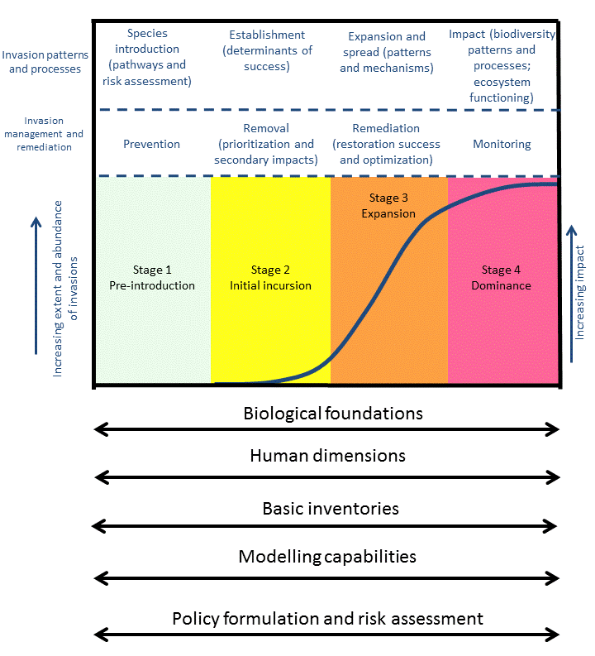 Invasion patterns
and processes
Species
introduction
(pathways and
risk assessment)
Establishment
(determinants of
success)
Expansion and
spread (patterns
and mechanisms)
Impact (biodiversity
patterns and
processes;
ecosystem
functioning)
Invasion
management and
remediation
Prevention
Removal
(prioritization and
secondary impacts)
Remediation
(restoration success
and optimization)
Monitoring
Increasing extent and abundance
of invasions
Stage 1
Pre-introduction
Stage 2
Initial incursion
Stage 3
Expansion
Stage 4
Dominance
Increasing impact
Biological foundations
Human dimensions
Basic inventories
Modelling capabilities
Policy formulation and risk assessment